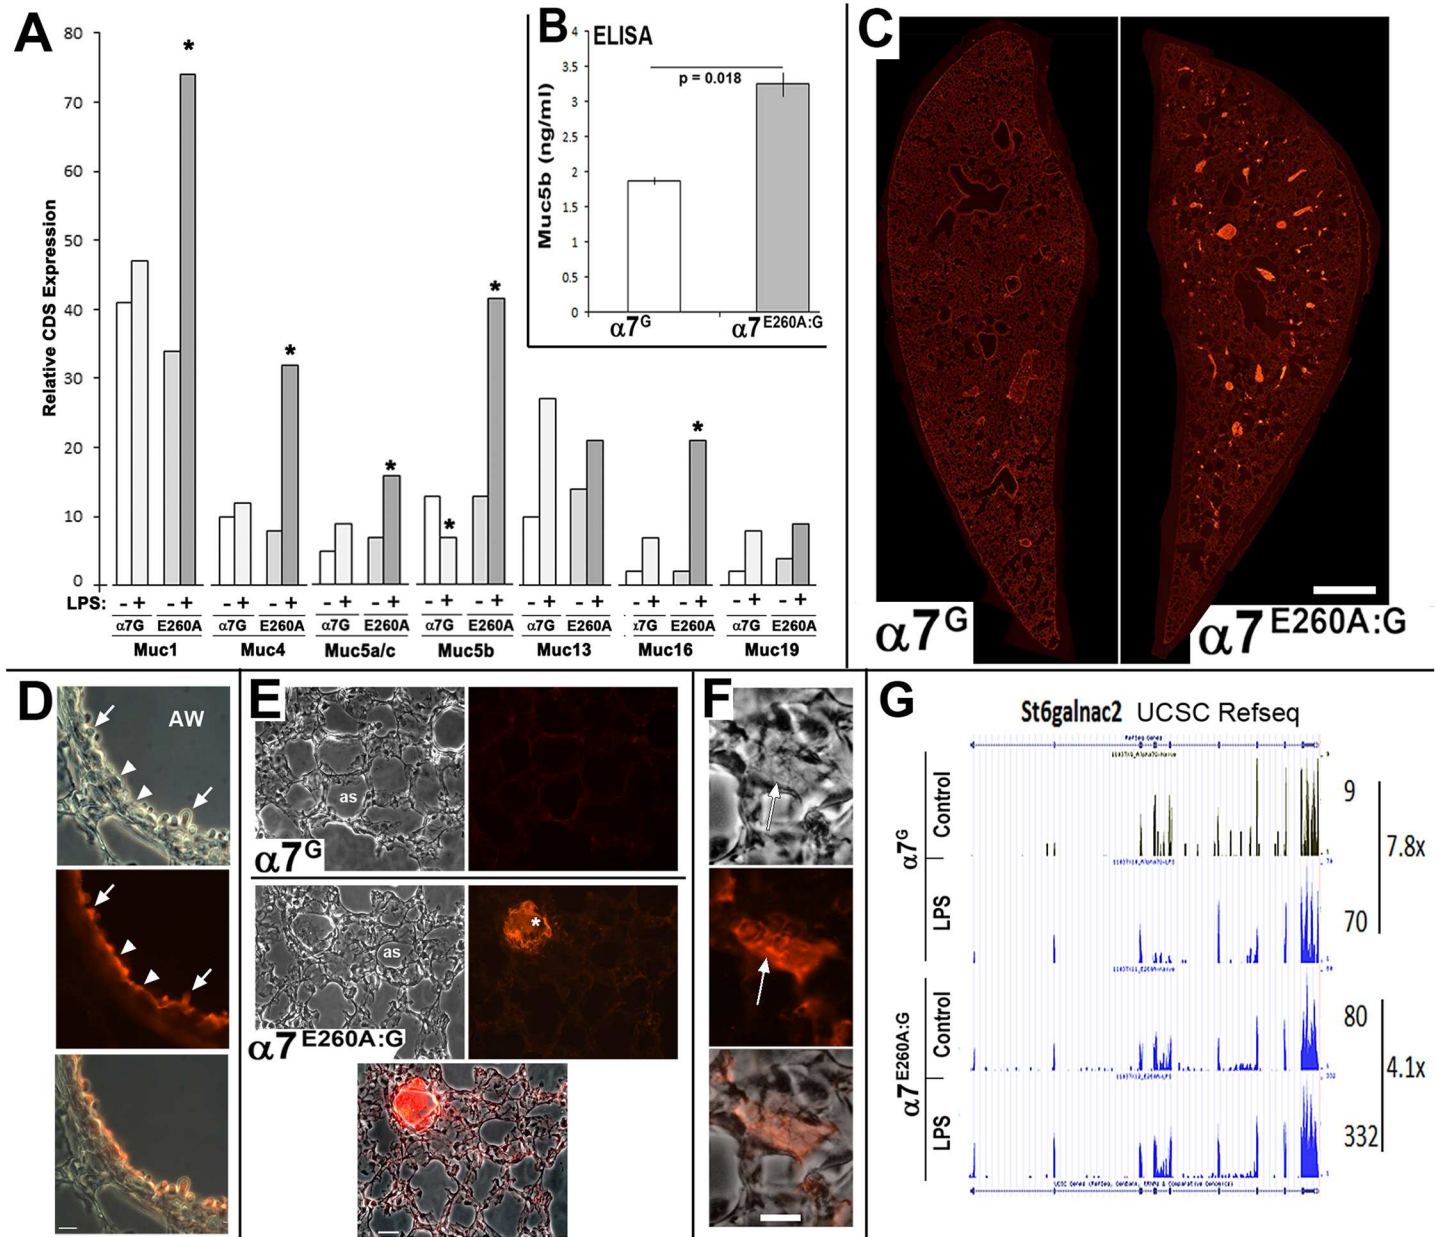 A
80
70
60
50
40
30
20
10
0
Relative CDS Expression
*
*
*
*
*
*
LPS:
- + - + - + - + - + - + - + - + - + - + - + - + - + - +
α7G E260A α7G E260A α7G E260A α7G E260A α7G E260A α7G E260A α7G E260A
Muc1 Muc4 Muc5a/c Muc5b Muc13 Muc16 Muc19
B
ELISA
4
3.5
3
2.5
2
1.5
1
0.5
0
Muc5b (ng/ml)
p = 0.018
α7G
α7E260A:G
C
α7G
α7E260A:G
D
AW
E
as
α7G
as
*
α7E260A:G
F
G
St6galnac2 UCSC Refseq
RefSeq Genes
α7G
Control
9
7.8x
LPS
70
α7E260A:G
Control
80
4.1x
LPS
332